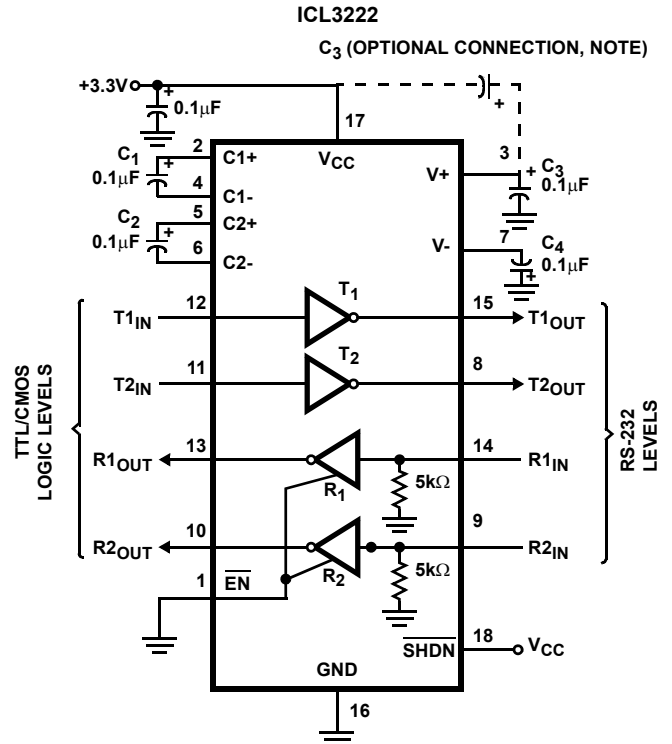 ICL3222
C3 (OPTIONAL CONNECTION, NOTE)
+3.3V
+
0.1μF
+
17
2
C1+
VCC
3
C1
0.1μF
+
4
C1-
V+
+
C3
0.1μF
5
C2+
C2
0.1μF
+
6
C2-
V-
7
C4
0.1μF
+
T1IN
12
T1
15
T1OUT
T2IN
11
T2
8
T2OUT
TTL/CMOS
LOGIC LEVELS
RS-232
LEVELS
R1OUT
13
R1
14
R1IN
5kΩ
R2OUT
10
R2
9
R2IN
5kΩ
1
EN
SHDN
18
VCC
GND
16